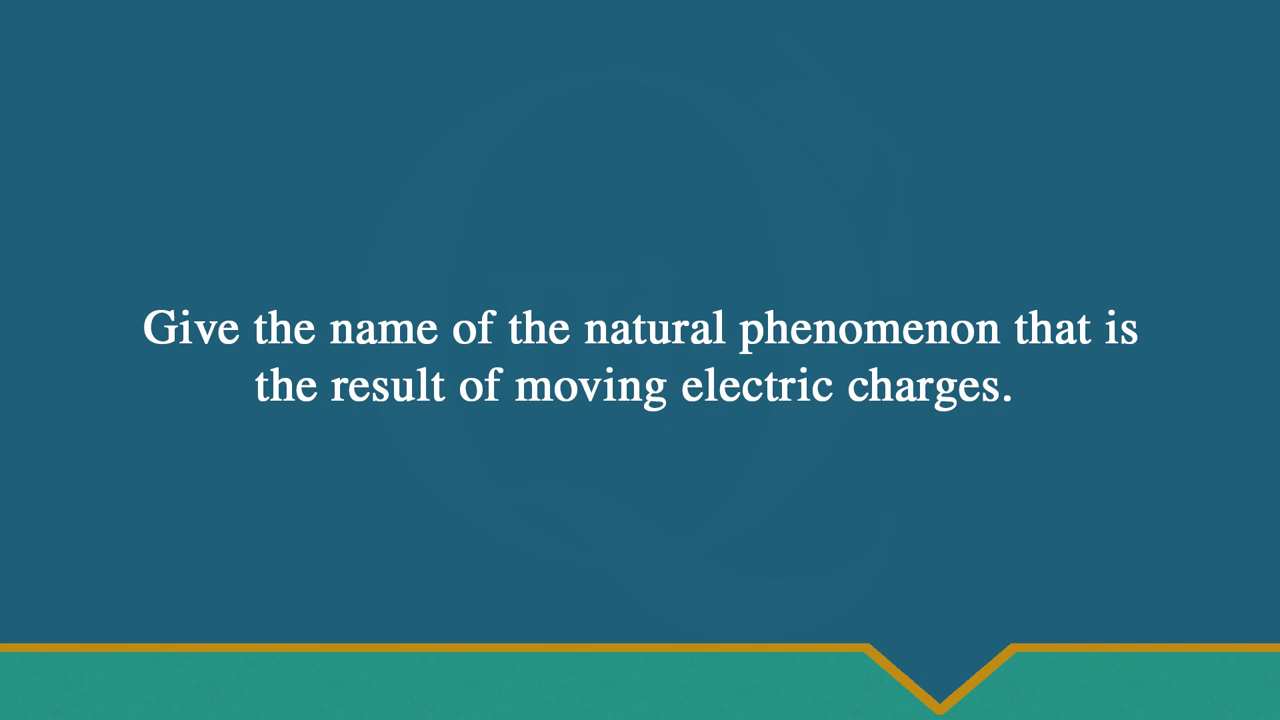 Give the name of the natural phenomenon that is
the result of moving electric charges.